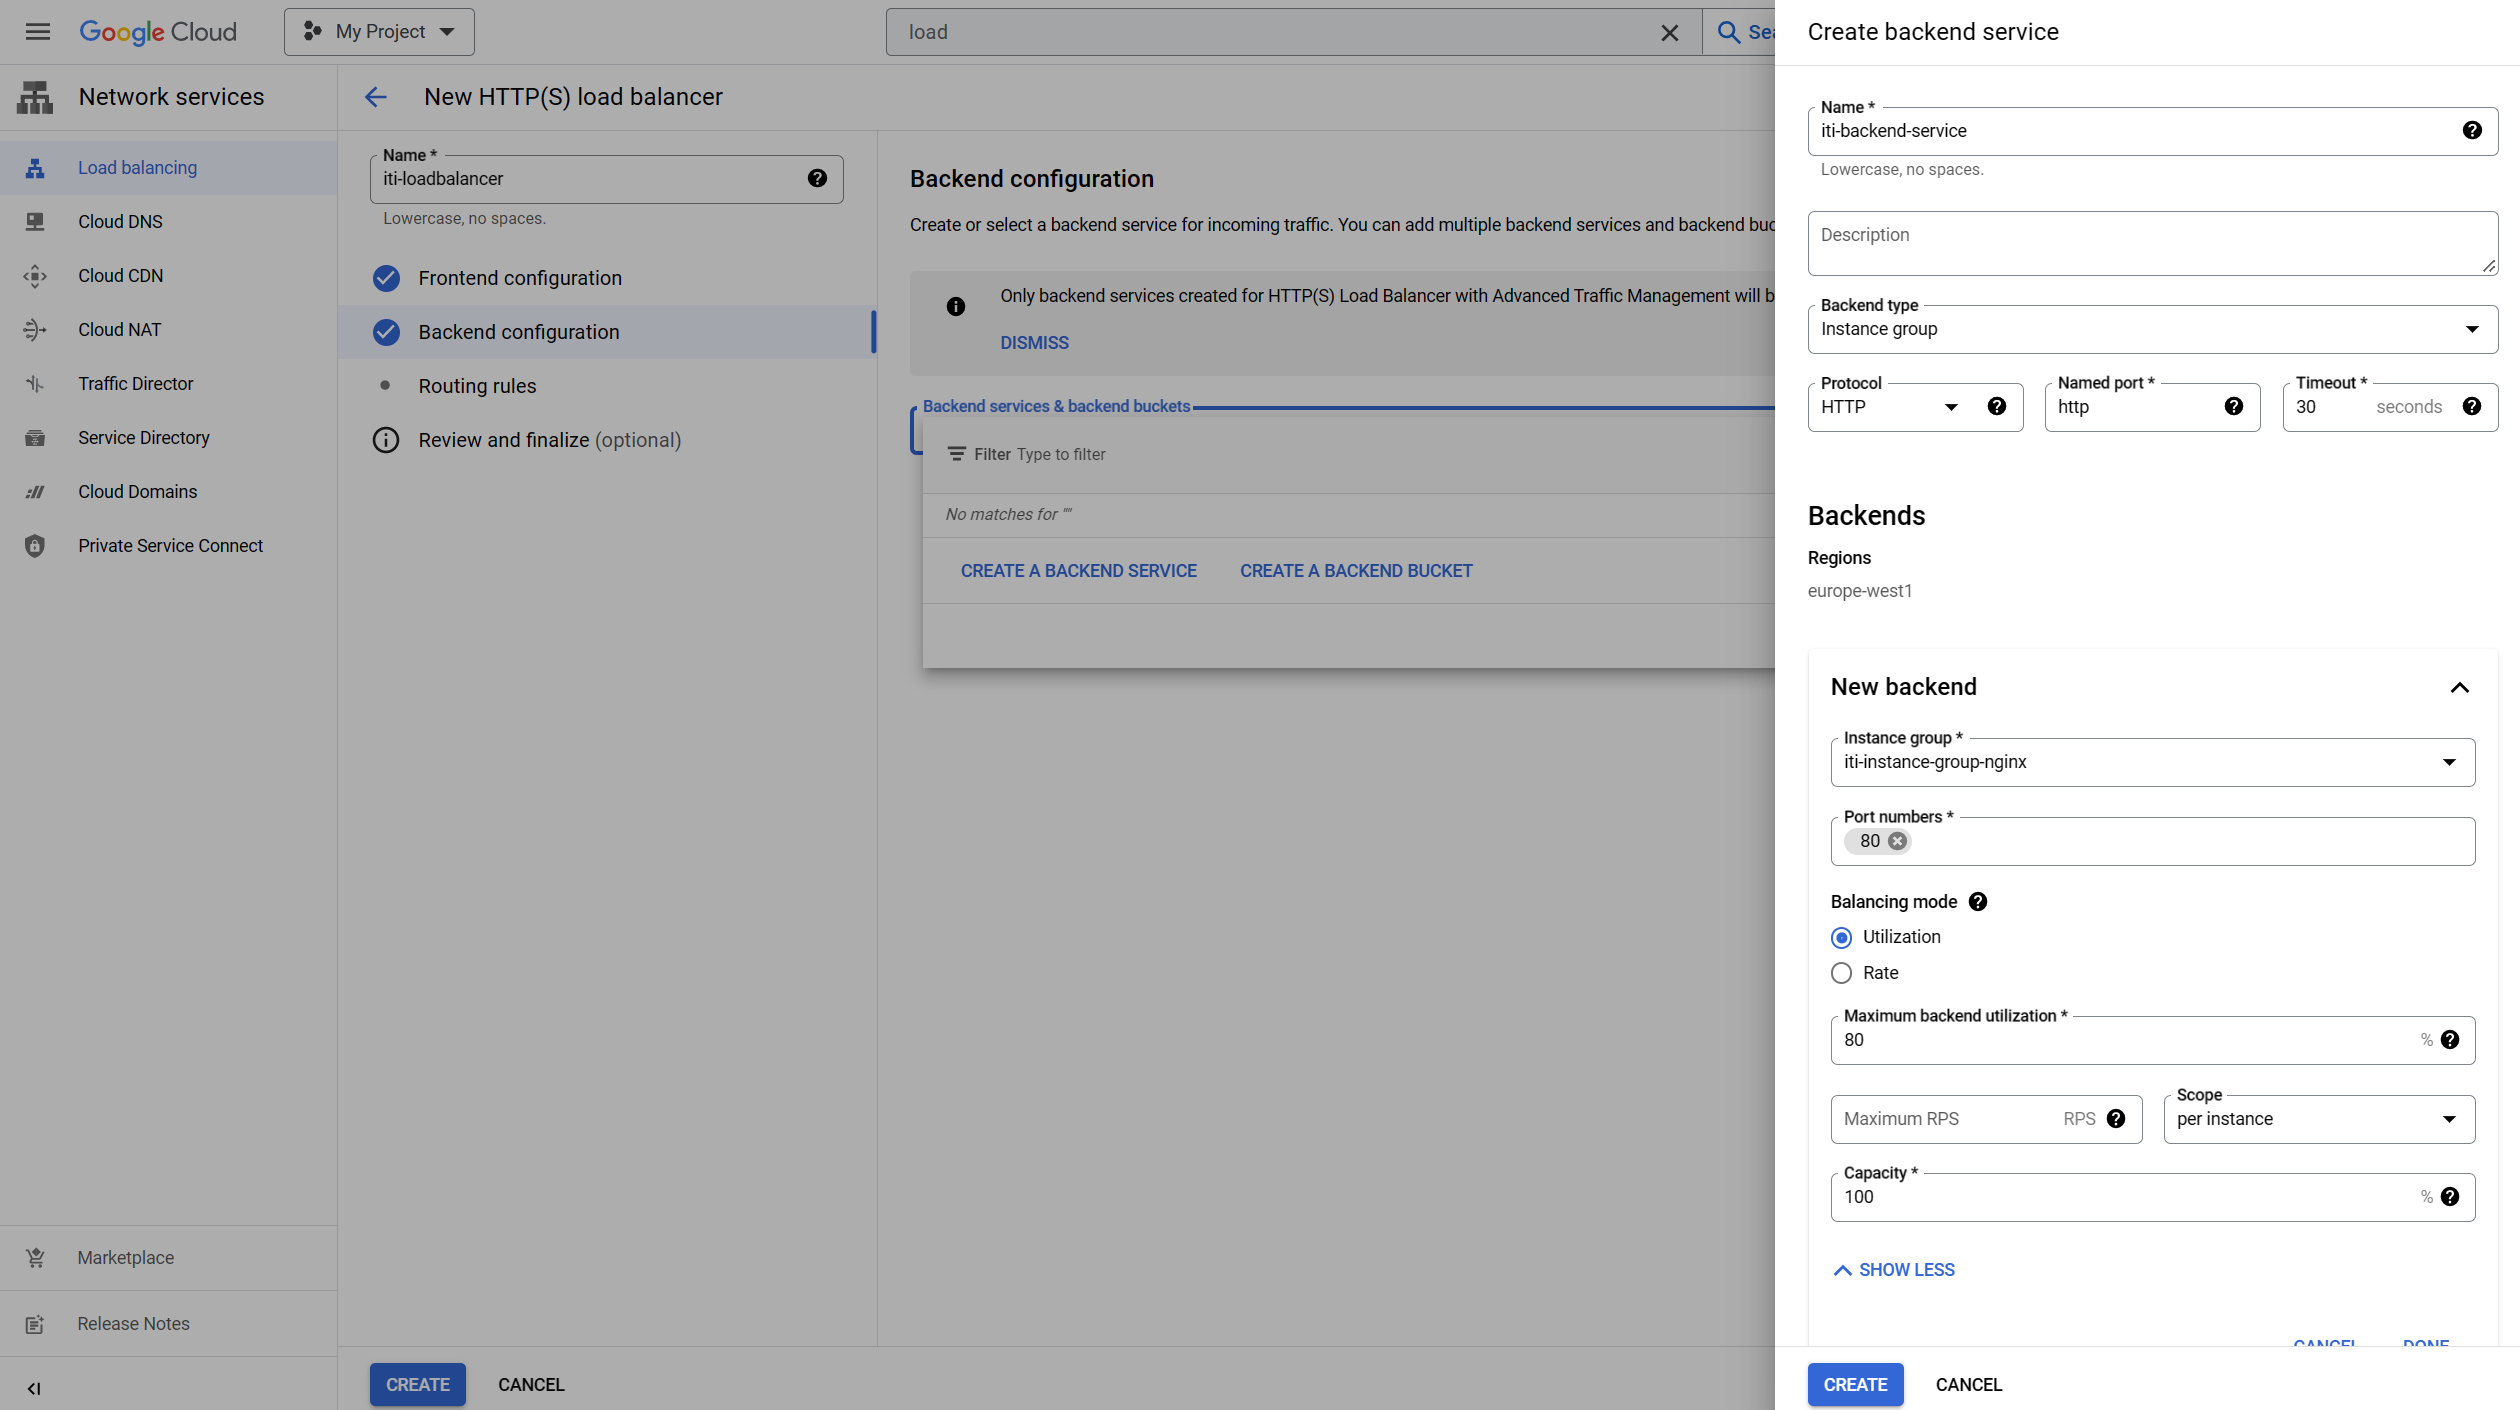 Google Cloud
My Project
load
Sea
Network services
Load balancing
Cloud DNS
Cloud CDN
Cloud NAT
Traffic Director
Service Directory
Cloud Domains
Private Service Connect
Marketplace
Release Notes
New HTTP(S) load balancer
Name *
iti-loadbalancer
Lowercase, no spaces.
Frontend configuration
Backend configuration
Routing rules
Review and finalize (optional)
CREATE CANCEL
Backend configuration
Create or select a backend service for incoming traffic. You can add multiple backend services and backend buc
Only backend services created for HTTP(S) Load Balancer with Advanced Traffic Management will b
DISMISS
Backend services & backend buckets
Filter Type to filter
No matches for ""
CREATE A BACKEND SERVICE CREATE A BACKEND BUCKET
Create backend service
Name *
iti-backend-service
Lowercase, no spaces.
Description
Backend type
Instance group
Protocol Named port * Timeout *
HTTP http 30 seconds
Backends
Regions
europe-west1
New backend
Instance group *
iti-instance-group-nginx
Port numbers *
80
Balancing mode
Utilization
Rate
Maximum backend utilization *
80 %
Scope
Maximum RPS RPS per instance
Capacity *
100 %
SHOW LESS
CANCEL DONE
CREATE CANCEL